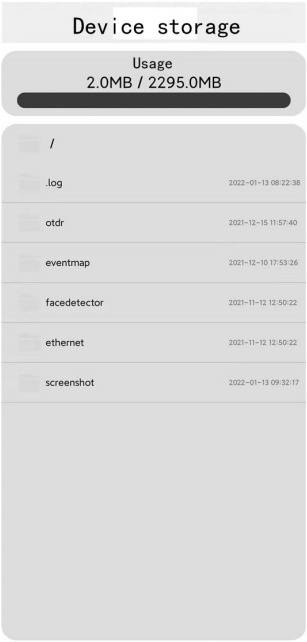 Device storage
Usage
2.0MB / 2295.0MB
/
.log 2022-01-13 08:22:38
otdr 2021-12-15 11:57:40
eventmap 2021-12-10 17:53:26
facedetector 2021-11-12 12:50:22
ethernet 2021-11-12 12:50:22
screenshot 2022-01-13 09:32:17